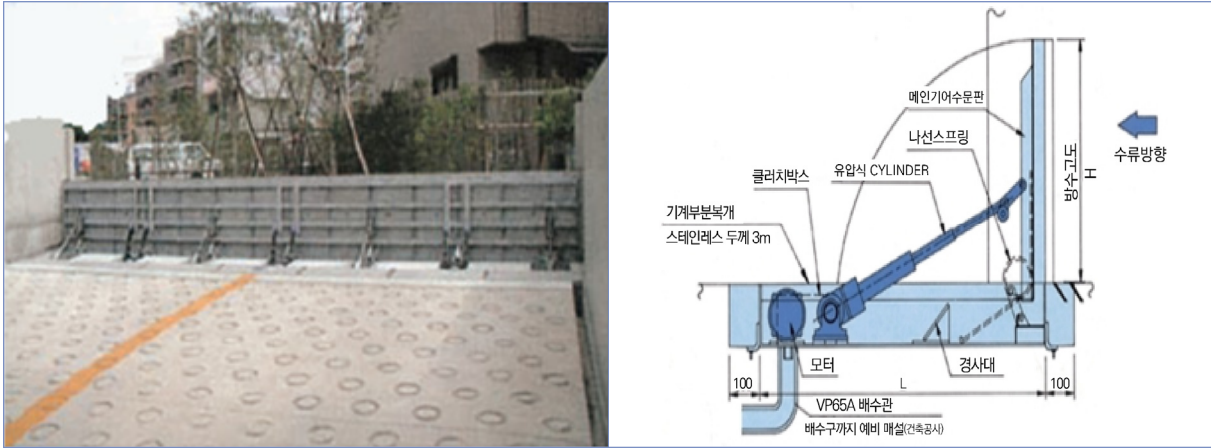 메인기어수문판
나선스프링
수류방향
방수고도
H
유압식 CYLINDER
클러치박스
기계부분복개
스테인레스 두께 3m
모터
경사대
100
L
100
VP65A 배수관
배수구까지 예비 매설(건축공사)